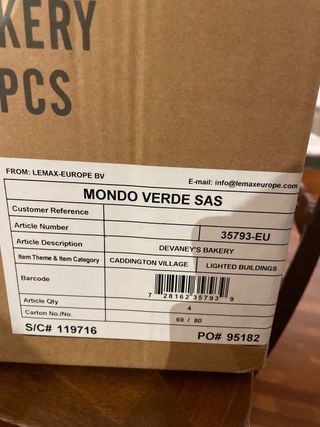 KERY
PCS
FROM: LEMAX-EUROPE BV
E-mail: info@lemaxeurope.com
MONDO VERDE SAS
Customer Reference
Article Number 35793-EU
Article Description DEVANEY'S BAKERY
Item Theme & Item Category CADDINGTON VILLAGE LIGHTED BUILDINGS
Barcode
7 28162 35793 9
Article Qty 4
Carton No./No. 69 / 80
S/C# 119716 PO# 95182